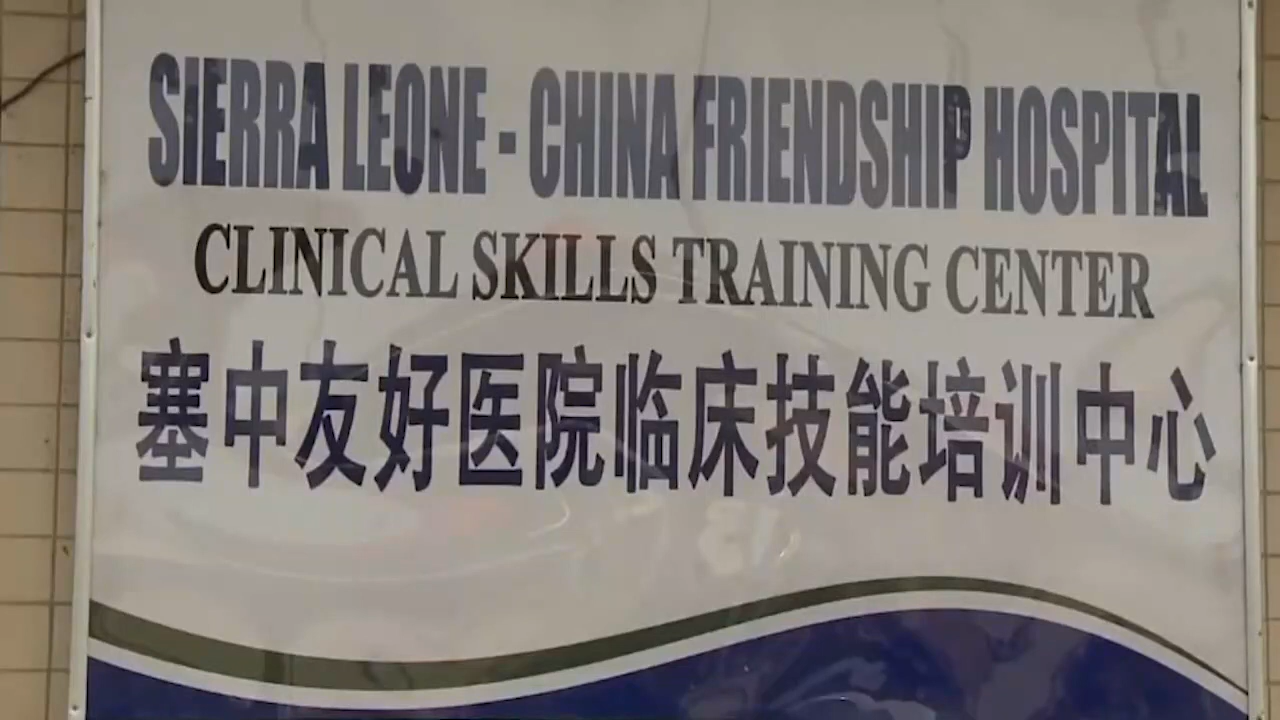 SIERRA LEONE - CHINA FRIENDSHIP HOSPITAL
CLINICAL SKILLS TRAINING CENTER
塞中友好医院临床技能培训中心